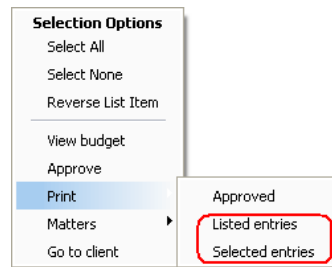 Selection Options
Select All
Select None
Reverse List Item
View budget
Approve
Print
Matters
Go to client
Approved
Listed entries
Selected entries